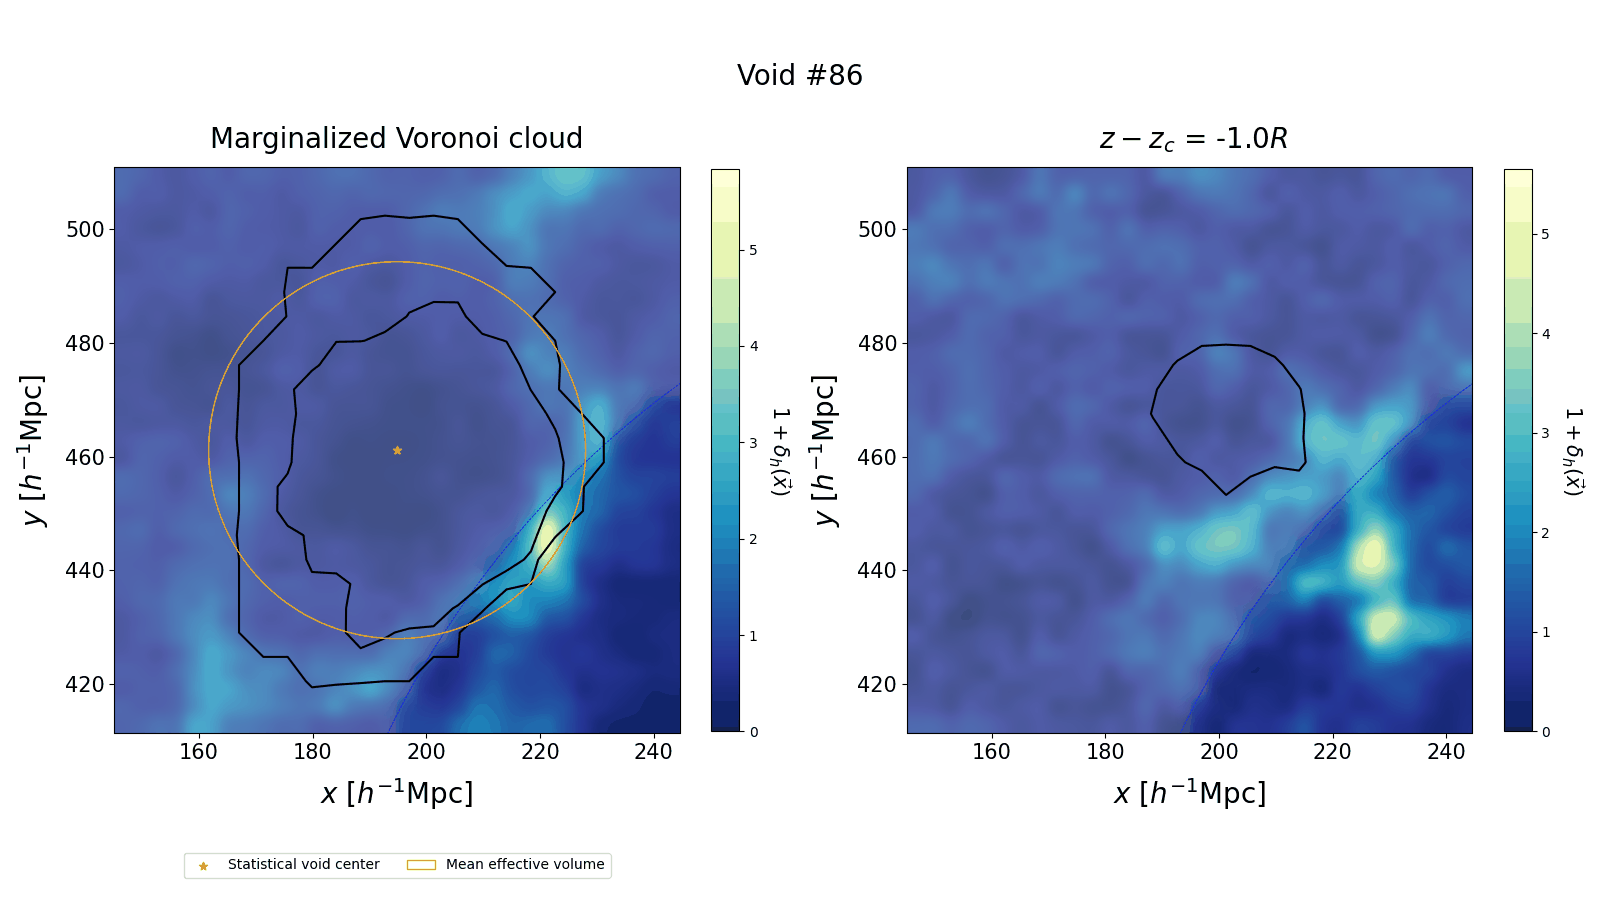 Void #86
Marginalized Voronoi cloud
z − z_c = -1.0R
500
480
460
440
420
160
180
200
220
240
y [h⁻¹Mpc]
x [h⁻¹Mpc]
5
4
3
2
1
0
1 + δ_h(x⃗)
500
480
460
440
420
160
180
200
220
240
y [h⁻¹Mpc]
x [h⁻¹Mpc]
5
4
3
2
1
0
1 + δ_h(x⃗)
Statistical void center
Mean effective volume